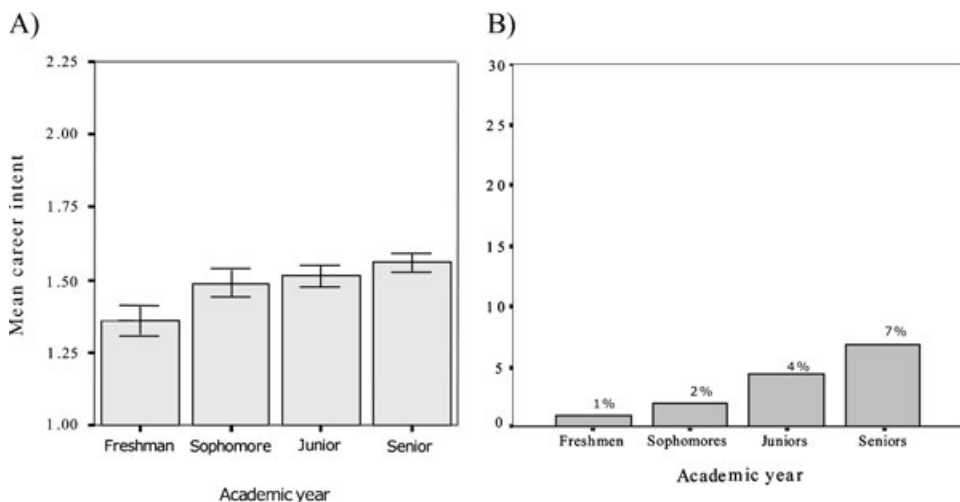 A)
Mean career intent
2.25
2.00
1.75
1.50
1.25
1.00
Freshman Sophomore Junior Senior
Academic year
B)
30
25
20
15
10
5
0
1%
2%
4%
7%
Freshmen Sophomores Juniors Seniors
Academic year